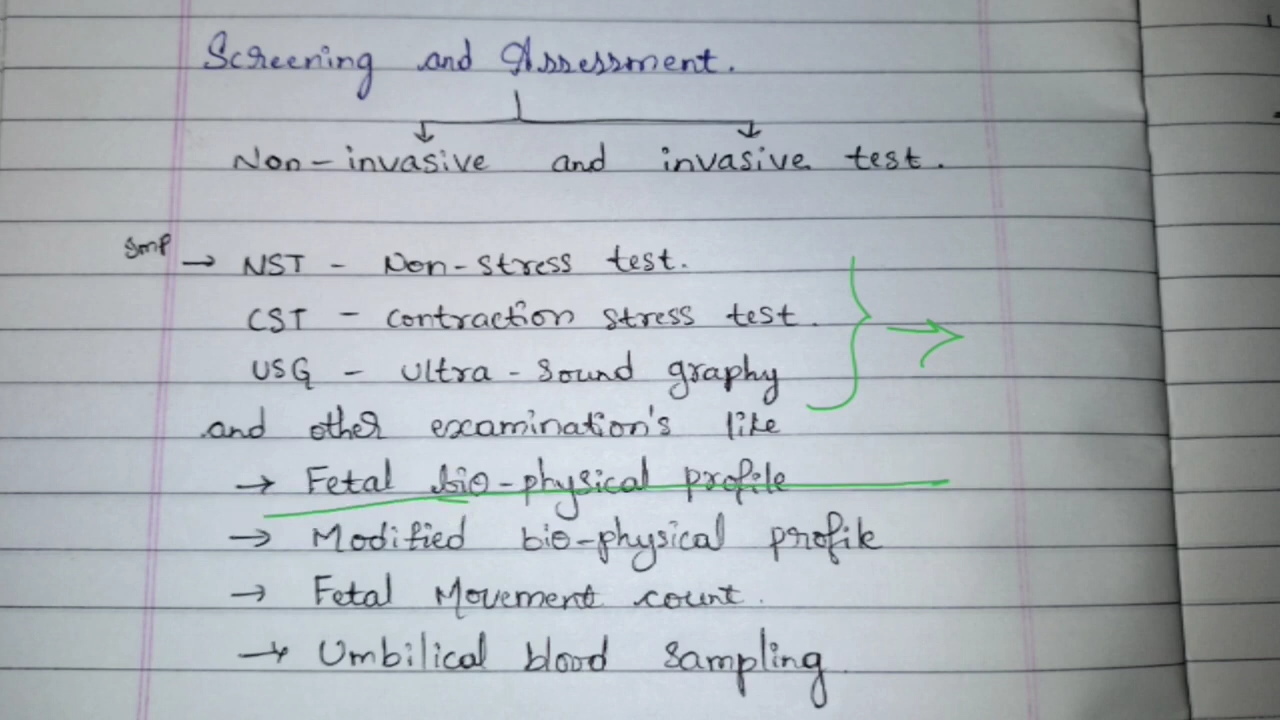 Screening and Assessment.
Non-invasive and invasive test.
Imp → NST - Non-stress test.
CST - contraction stress test.
USG - Ultra-sound graphy
and other examination's like
→ Fetal bio-physical profile
→ Modified bio-physical profile
→ Fetal Movement count.
→ Umbilical blood sampling